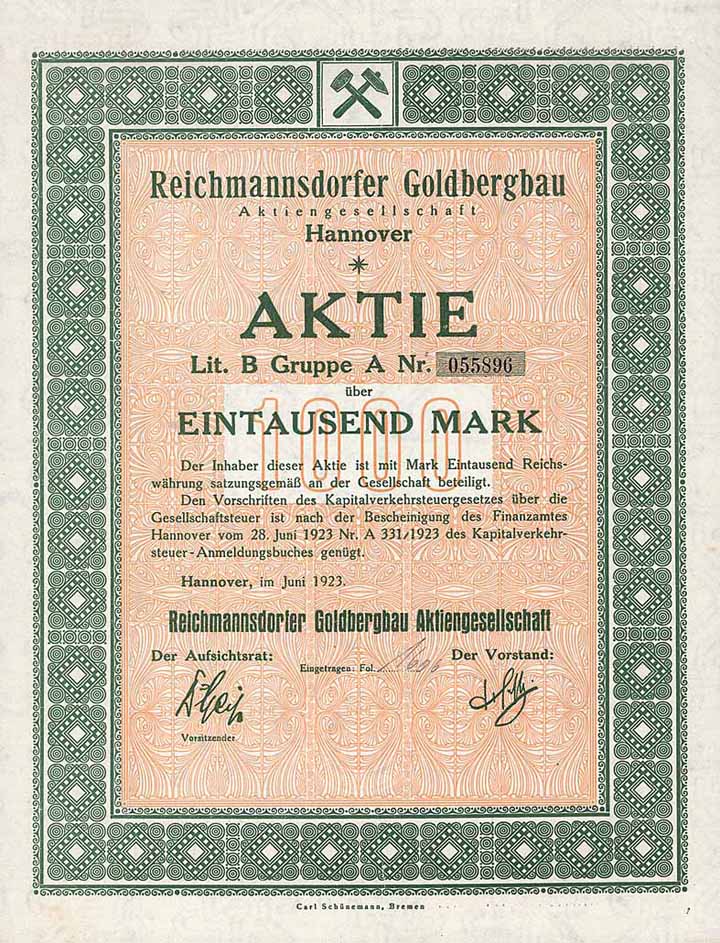 Reichmannsdorfer Goldbergbau
Aktiengesellschaft
Hannover
AKTIE
Lit. B Gruppe A Nr. 055896
über
1000
EINTAUSEND MARK
Der Inhaber dieser Aktie ist mit Mark Eintausend Reichs-
währung satzungsgemäß an der Gesellschaft beteiligt.
Den Vorschriften des Kapitalverkehrsteuergesetzes über die
Gesellschaftsteuer ist nach der Bescheinigung des Finanzamtes
Hannover vom 28. Juni 1923 Nr. A 331/1923 des Kapitalverkehr-
steuer-Anmeldungsbuches genügt.
Hannover, im Juni 1923.
Reichmannsdorfer Goldbergbau Aktiengesellschaft
Der Aufsichtsrat:
Eingetragen: Fol.
Der Vorstand:
Vorsitzender
Carl Schünemann, Bremen